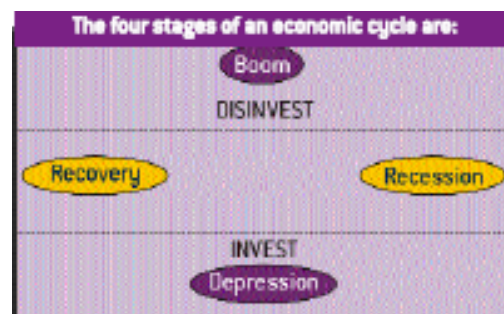 The four stages of an economic cycle are:
Boom
DISINVEST
Recovery
Recession
INVEST
Depression